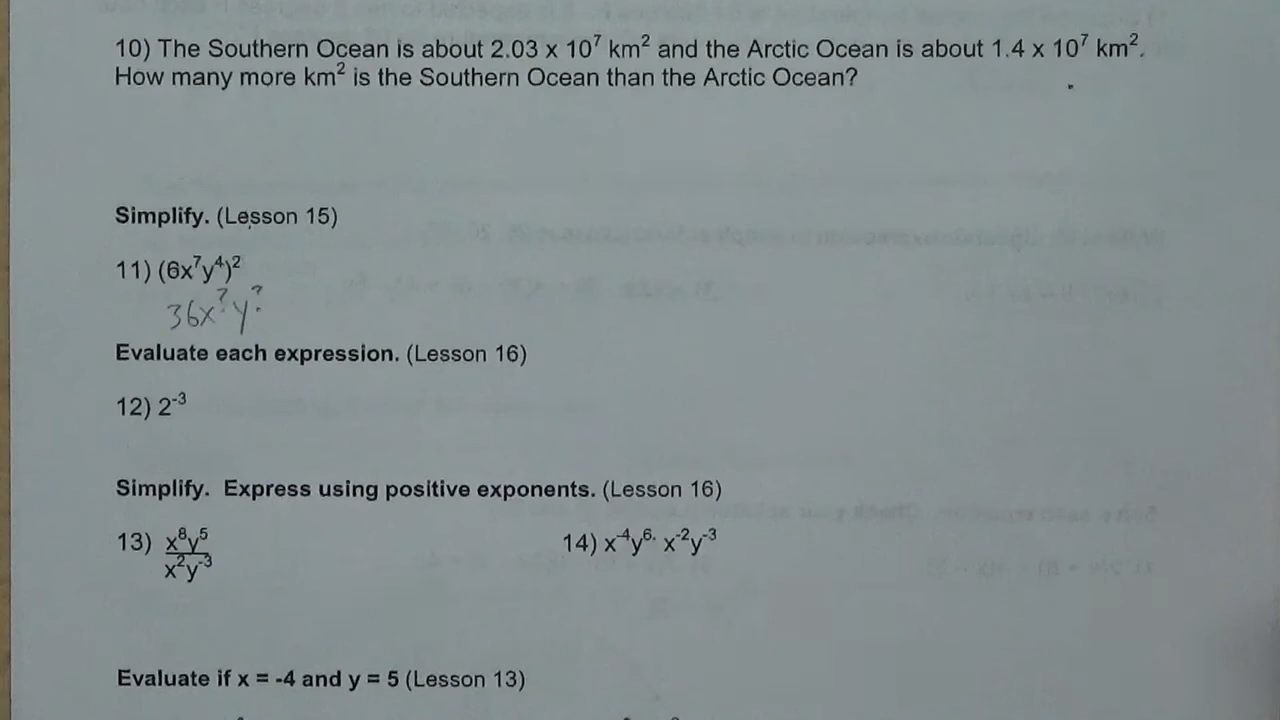 10) The Southern Ocean is about 2.03 x 10⁷ km² and the Arctic Ocean is about 1.4 x 10⁷ km².
How many more km² is the Southern Ocean than the Arctic Ocean?
Simplify. (Lesson 15)
11) (6x⁷y⁴)²
36x^? y^?
Evaluate each expression. (Lesson 16)
12) 2⁻³
Simplify. Express using positive exponents. (Lesson 16)
13) x⁸y⁵ 14) x⁻⁴y⁶· x⁻²y⁻³
x²y⁻³
Evaluate if x = -4 and y = 5 (Lesson 13)